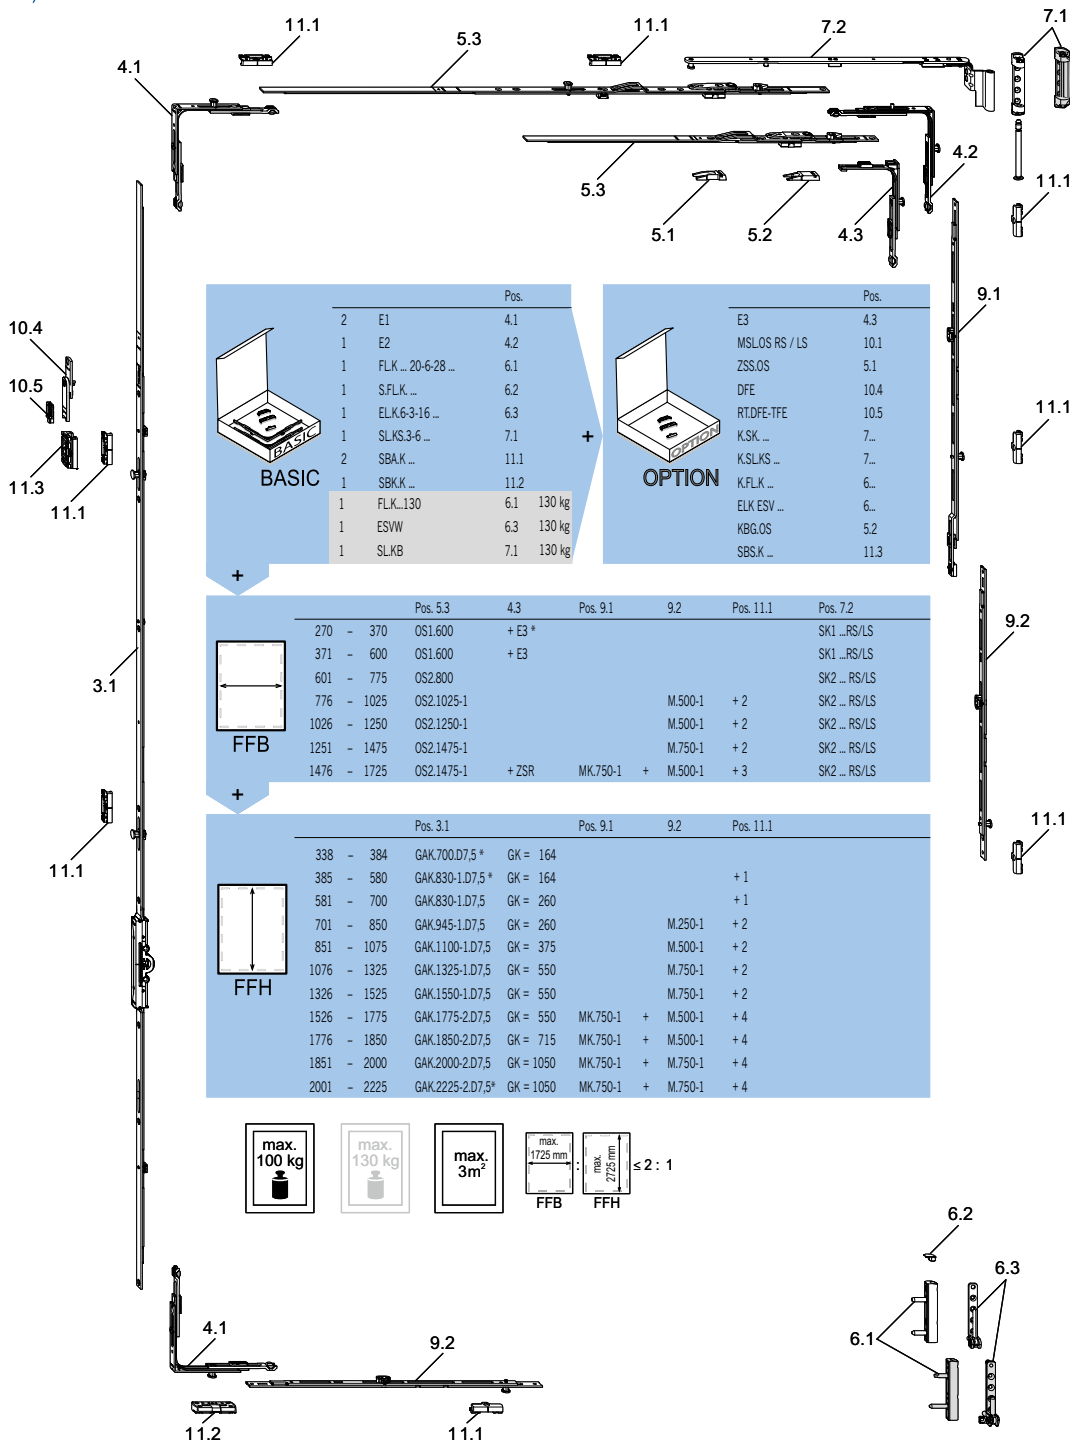 11.1
11.1
7.2
7.1
5.3
4.1
5.3
5.1
5.2
4.3
4.2
11.1
9.1
10.4
10.5
11.3
11.1
11.1
Pos.
2 E1 4.1
1 E2 4.2
1 FL.K ... 20-6-28 ... 6.1
1 S.FL.K. ... 6.2
1 EL.K.6-3-16 ... 6.3
1 SL.KS.3-6 ... 7.1
2 SBA.K ... 11.1
1 SBK.K ... 11.2
1 FL.K...130 6.1 130 kg
1 ESVW 6.3 130 kg
1 SL.KB 7.1 130 kg
BASIC
BASIC
+
Pos.
E3 4.3
MSL.OS RS / LS 10.1
ZSS.OS 5.1
DFE 10.4
RT.DFE-TFE 10.5
K.SK. ... 7...
K.SL.KS ... 7...
K.FL.K ... 6...
ELK ESV ... 6...
KBG.OS 5.2
SBS.K ... 11.3
OPTION
OPTION
+
Pos. 5.3 4.3 Pos. 9.1 9.2 Pos. 11.1 Pos. 7.2
270 – 370 OS1.600 + E3 * SK1 ...RS/LS
371 – 600 OS1.600 + E3 SK1 ...RS/LS
601 – 775 OS2.800 SK2 ... RS/LS
776 – 1025 OS2.1025-1 M.500-1 + 2 SK2 ... RS/LS
1026 – 1250 OS2.1250-1 M.500-1 + 2 SK2 ... RS/LS
1251 – 1475 OS2.1475-1 M.750-1 + 2 SK2 ... RS/LS
1476 – 1725 OS2.1475-1 + ZSR MK.750-1 + M.500-1 + 3 SK2 ... RS/LS
FFB
9.2
3.1
+
11.1
11.1
Pos. 3.1 Pos. 9.1 9.2 Pos. 11.1
338 – 384 GAK.700.D7,5 * GK = 164
385 – 580 GAK.830-1.D7,5 * GK = 164 + 1
581 – 700 GAK.830-1.D7,5 GK = 260 + 1
701 – 850 GAK.945-1.D7,5 GK = 260 M.250-1 + 2
851 – 1075 GAK.1100-1.D7,5 GK = 375 M.500-1 + 2
1076 – 1325 GAK.1325-1.D7,5 GK = 550 M.750-1 + 2
1326 – 1525 GAK.1550-1.D7,5 GK = 550 M.750-1 + 2
1526 – 1775 GAK.1775-2.D7,5 GK = 550 MK.750-1 + M.500-1 + 4
1776 – 1850 GAK.1850-2.D7,5 GK = 715 MK.750-1 + M.500-1 + 4
1851 – 2000 GAK.2000-2.D7,5 GK = 1050 MK.750-1 + M.750-1 + 4
2001 – 2225 GAK.2225-2.D7,5* GK = 1050 MK.750-1 + M.750-1 + 4
FFH
max.
100 kg
max.
130 kg
max.
3m²
max.
1725 mm
FFB
:
max.
2725 mm
FFH
≤ 2 : 1
6.2
6.3
6.1
4.1
9.2
11.2
11.1